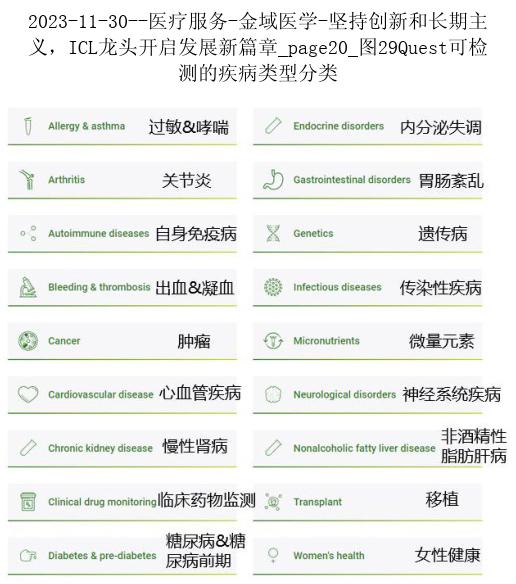 2023-11-30--医疗服务-金域医学-坚持创新和长期主
义，ICL龙头开启发展新篇章_page20_图29Quest可检
测的疾病类型分类
Allergy & asthma 过敏&哮喘
Endocrine disorders 内分泌失调
Arthritis 关节炎
Gastrointestinal disorders 胃肠紊乱
Autoimmune diseases 自身免疫病
Genetics 遗传病
Bleeding & thrombosis 出血&凝血
Infectious diseases 传染性疾病
Cancer 肿瘤
Micronutrients 微量元素
Cardiovascular disease 心血管疾病
Neurological disorders 神经系统疾病
Chronic kidney disease 慢性肾病
Nonalcoholic fatty liver disease 非酒精性
脂肪肝病
Clinical drug monitoring 临床药物监测
Transplant 移植
Diabetes & pre-diabetes 糖尿病&糖
尿病前期
Women's health 女性健康